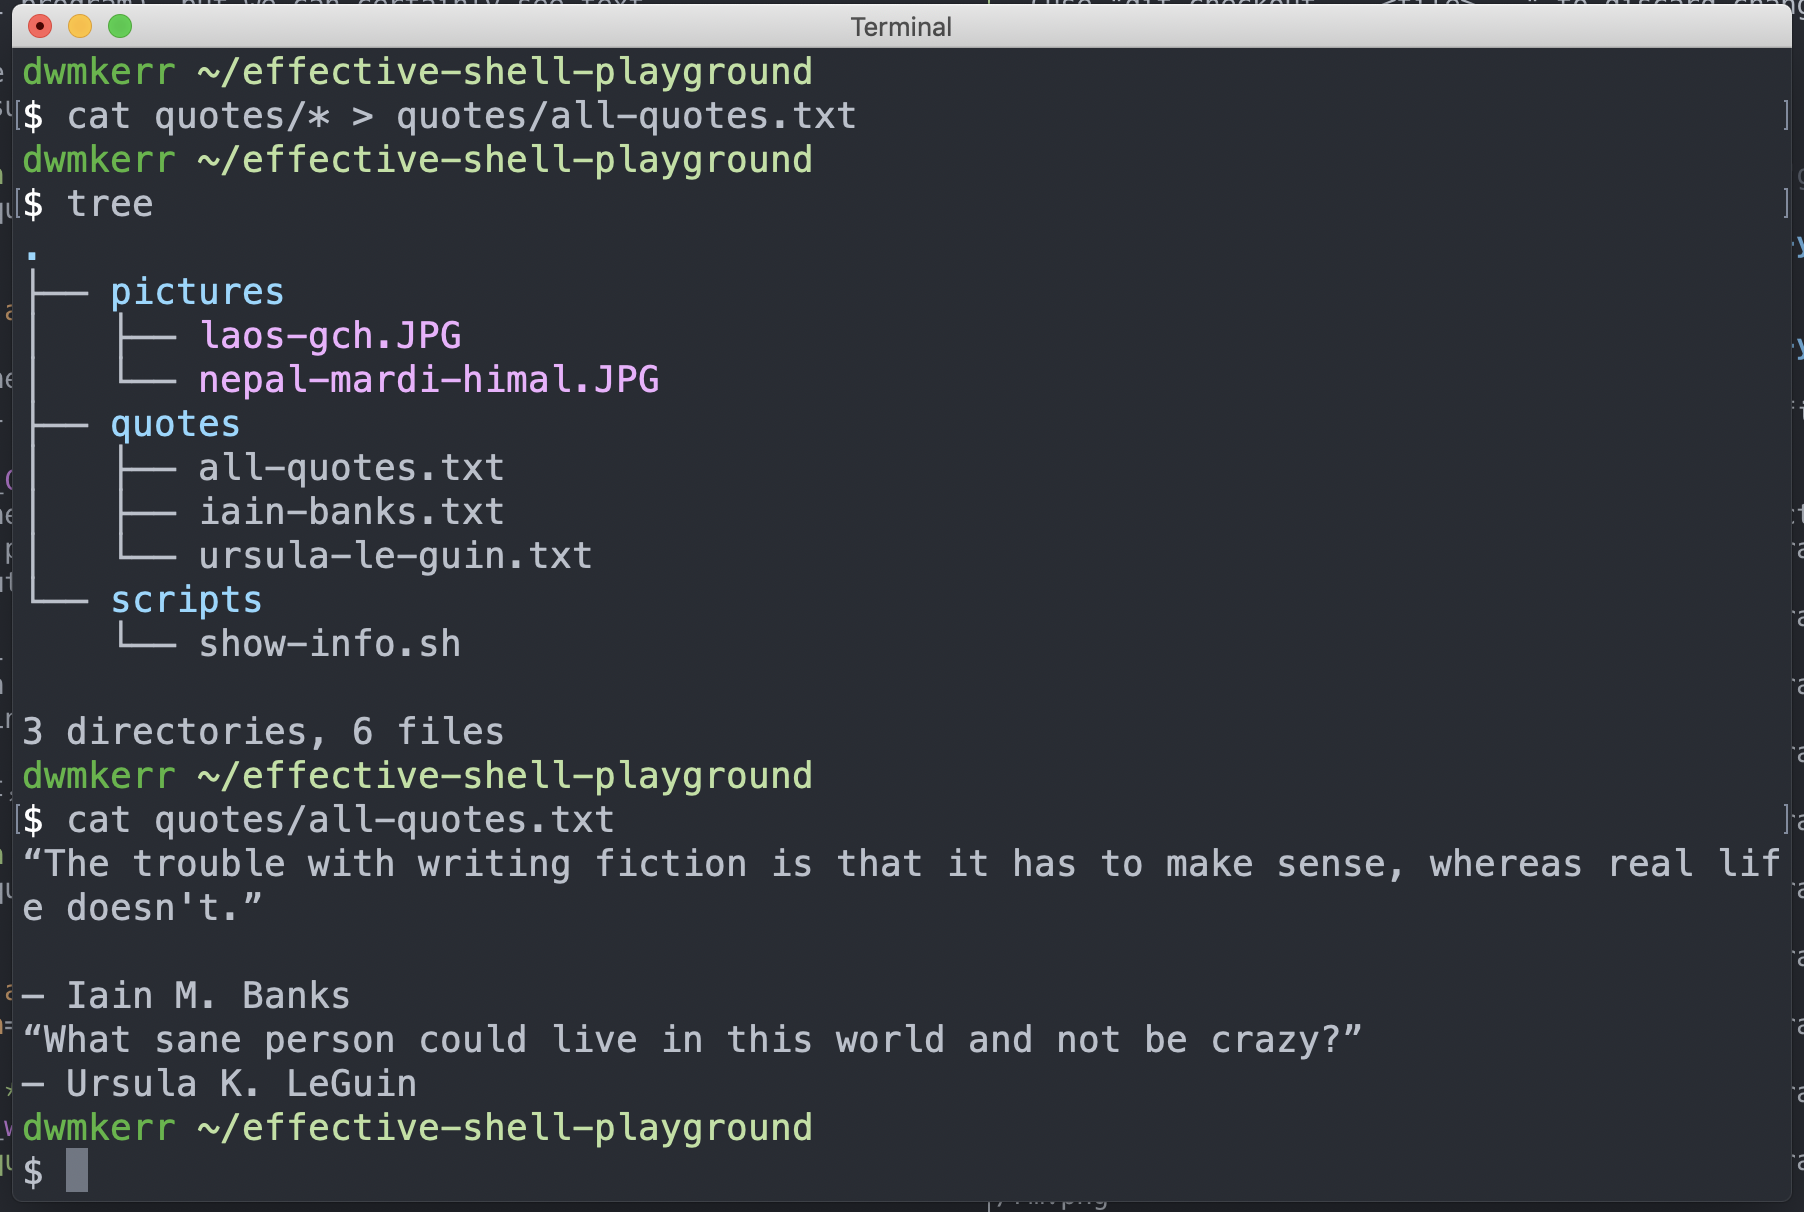 Terminal
dwmkerr ~/effective-shell-playground
$ cat quotes/* > quotes/all-quotes.txt
dwmkerr ~/effective-shell-playground
$ tree
.
├── pictures
│   ├── laos-gch.JPG
│   └── nepal-mardi-himal.JPG
├── quotes
│   ├── all-quotes.txt
│   ├── iain-banks.txt
│   └── ursula-le-guin.txt
└── scripts
    └── show-info.sh

3 directories, 6 files
dwmkerr ~/effective-shell-playground
$ cat quotes/all-quotes.txt
“The trouble with writing fiction is that it has to make sense, whereas real lif
e doesn't.”

— Iain M. Banks
“What sane person could live in this world and not be crazy?”
— Ursula K. LeGuin
dwmkerr ~/effective-shell-playground
$